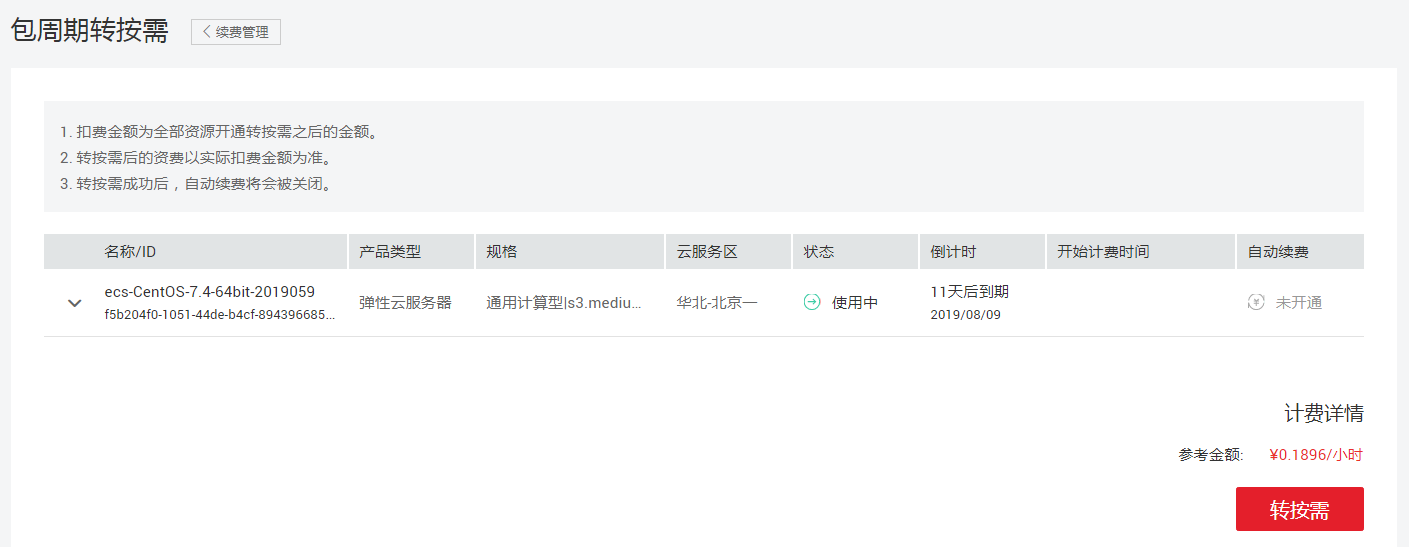 包周期转按需
续费管理
1. 扣费金额为全部资源开通转按需之后的金额。
2. 转按需后的资费以实际扣费金额为准。
3. 转按需成功后，自动续费将会被关闭。
名称/ID 产品类型 规格 云服务区 状态 倒计时 开始计费时间 自动续费
ecs-CentOS-7.4-64bit-2019059 弹性云服务器 通用计算型|s3.mediu... 华北-北京一 使用中 11天后到期 未开通
f5b204f0-1051-44de-b4cf-894396685... 2019/08/09
计费详情
参考金额: ¥0.1896/小时
转按需